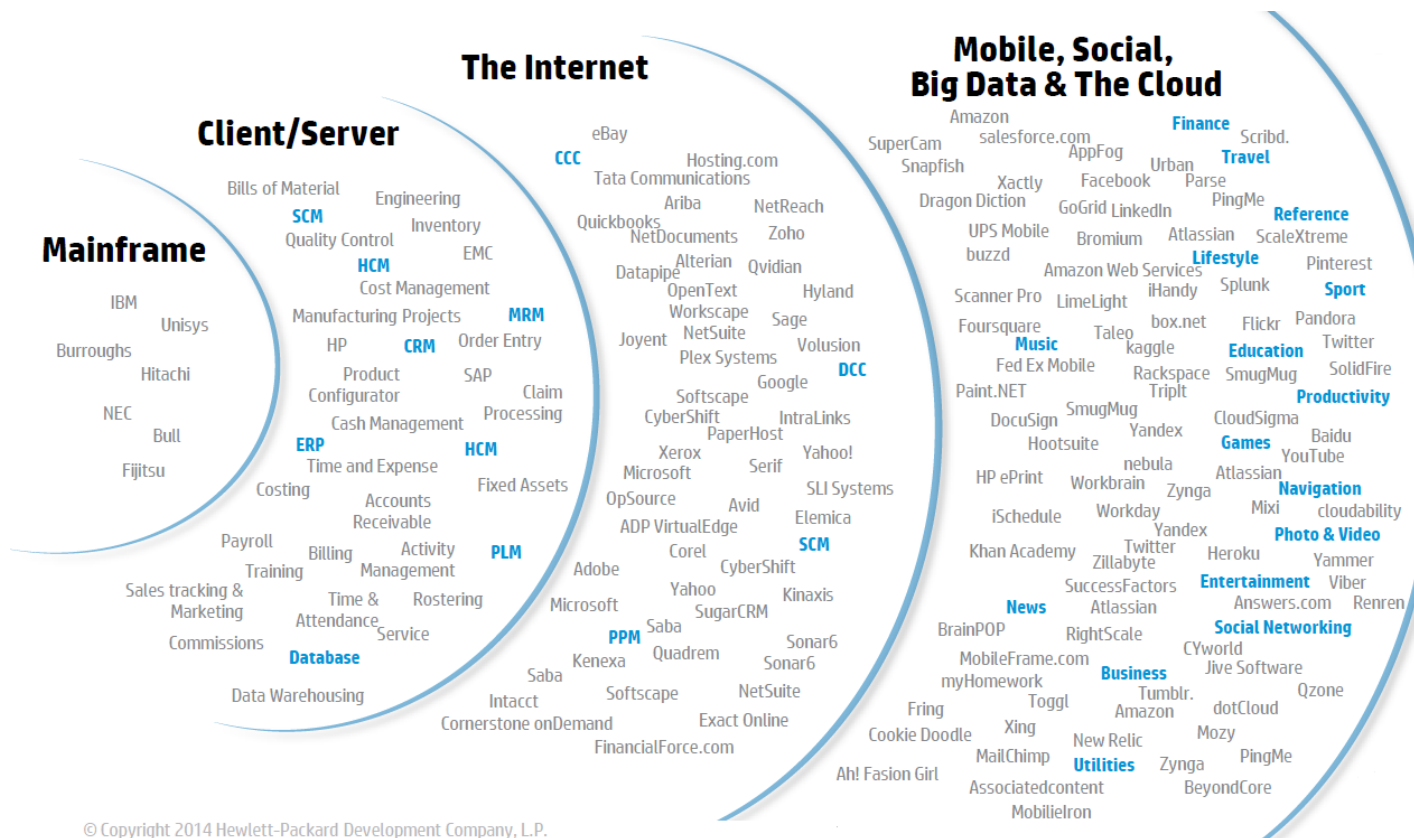 Mainframe
IBM
Unisys
Burroughs
Hitachi
NEC
Bull
Fijitsu
Client/Server
Bills of Material
Engineering
SCM
Inventory
Quality Control
EMC
HCM
Cost Management
MRM
Manufacturing Projects
Order Entry
HP
CRM
Product
Configurator
SAP
Claim
Processing
Cash Management
ERP
HCM
Time and Expense
Fixed Assets
Costing
Accounts
Receivable
Payroll
Billing
Activity
Management
PLM
Training
Sales tracking &
Marketing
Time &
Attendance
Rostering
Service
Commissions
Database
Data Warehousing
The Internet
eBay
CCC
Hosting.com
Tata Communications
Ariba
NetReach
Quickbooks
NetDocuments
Zoho
Alterian
Datapipe
Qvidian
OpenText
Hyland
Workscape
Sage
Joyent
NetSuite
Volusion
Plex Systems
DCC
Google
Softscape
CyberShift
IntraLinks
PaperHost
Xerox
Yahoo!
Microsoft
Serif
SLI Systems
OpSource
Avid
ADP VirtualEdge
Elemica
Corel
SCM
Adobe
CyberShift
Yahoo
Kinaxis
Microsoft
SugarCRM
Saba
PPM
Sonar6
Quadrem
Kenexa
Sonar6
Saba
NetSuite
Softscape
Intacct
Cornerstone onDemand
Exact Online
FinancialForce.com
Mobile, Social,
Big Data & The Cloud
Amazon
Finance
salesforce.com
Scribd.
SuperCam
AppFog
Travel
Snapfish
Urban
Xactly
Facebook
Parse
Dragon Diction
GoGrid
LinkedIn
PingMe
Reference
UPS Mobile
Bromium
Atlassian
ScaleXtreme
buzzd
Lifestyle
Amazon Web Services
Pinterest
Scanner Pro
LimeLight
iHandy
Splunk
Sport
Foursquare
Taleo
box.net
Flickr
Pandora
Music
kaggle
Education
Twitter
Fed Ex Mobile
Rackspace
SmugMug
SolidFire
Paint.NET
TripIt
Productivity
DocuSign
SmugMug
CloudSigma
Hootsuite
Yandex
Games
Baidu
YouTube
HP ePrint
nebula
Atlassian
Workbrain
Zynga
Navigation
iSchedule
Workday
Mixi
cloudability
Yandex
Photo & Video
Khan Academy
Twitter
Heroku
Zillabyte
Yammer
SuccessFactors
Entertainment
Viber
News
Atlassian
Answers.com
Renren
BrainPOP
RightScale
Social Networking
CYworld
MobileFrame.com
Business
Jive Software
myHomework
Tumblr.
Qzone
Toggl
Amazon
dotCloud
Fring
Xing
Mozy
Cookie Doodle
New Relic
MailChimp
Utilities
Zynga
PingMe
Ah! Fasion Girl
Associatedcontent
BeyondCore
MobilieIron
© Copyright 2014 Hewlett-Packard Development Company, L.P.